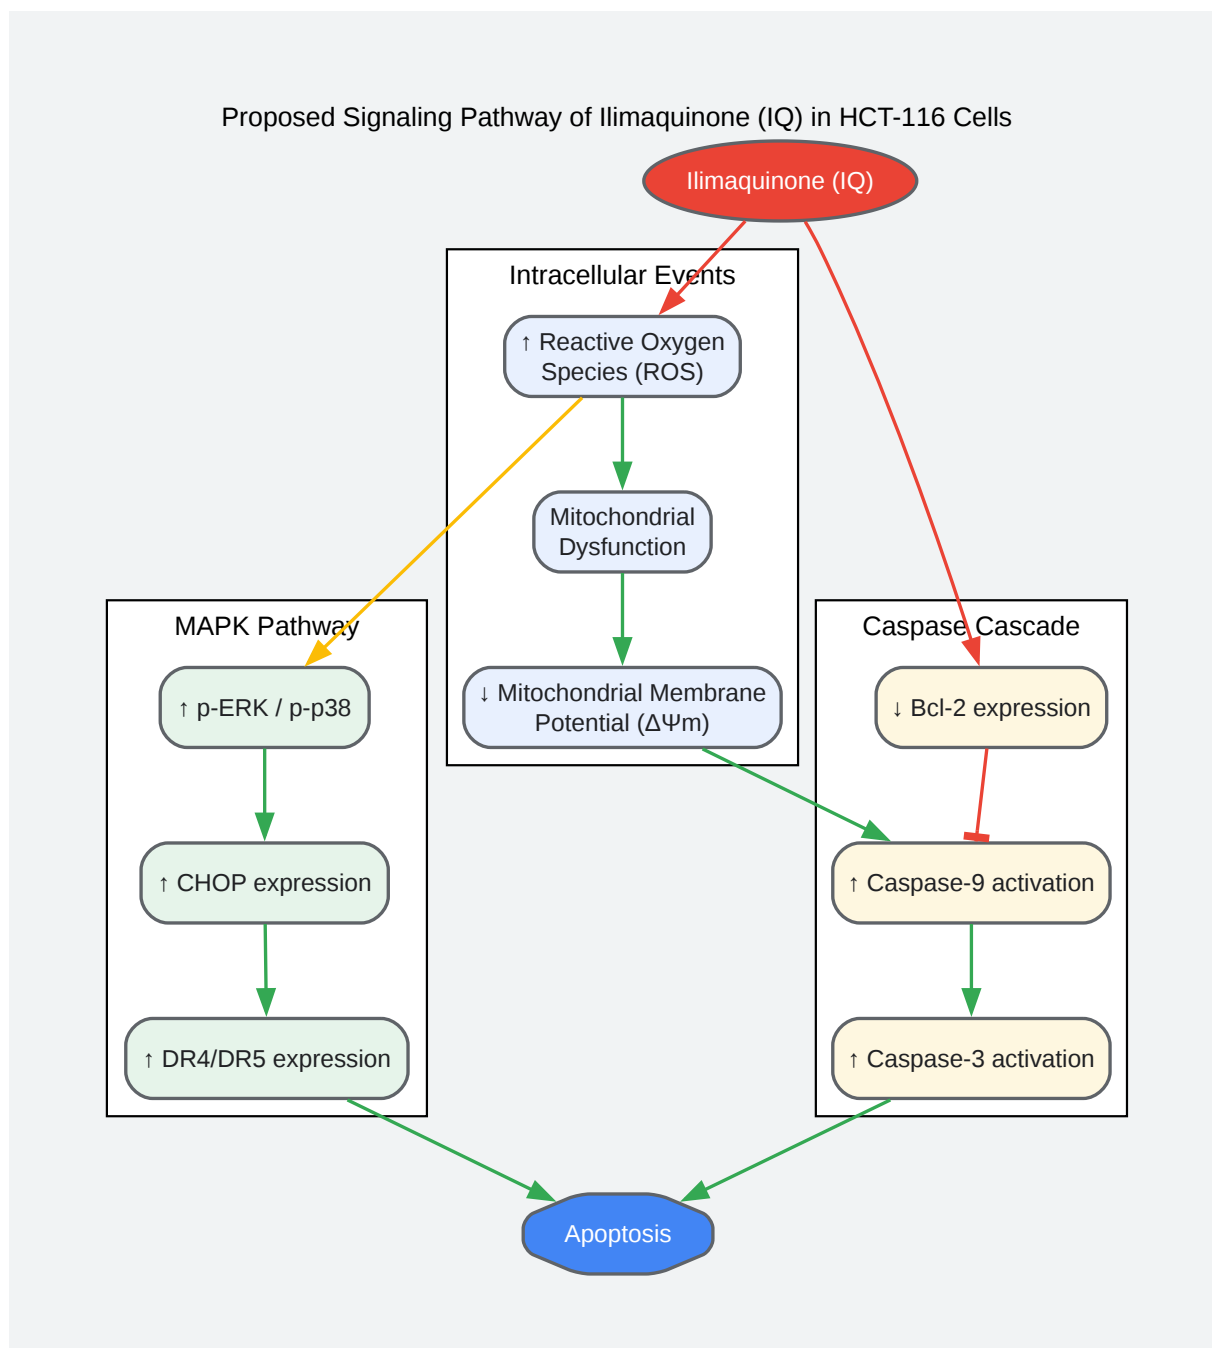 Proposed Signaling Pathway of Ilimaquinone (IQ) in HCT-116 Cells
Ilimaquinone (IQ)
Intracellular Events
↑ Reactive Oxygen
Species (ROS)
Mitochondrial
Dysfunction
↓ Mitochondrial Membrane
Potential (ΔΨm)
MAPK Pathway
↑ p-ERK / p-p38
↑ CHOP expression
↑ DR4/DR5 expression
Caspase Cascade
↓ Bcl-2 expression
↑ Caspase-9 activation
↑ Caspase-3 activation
Apoptosis